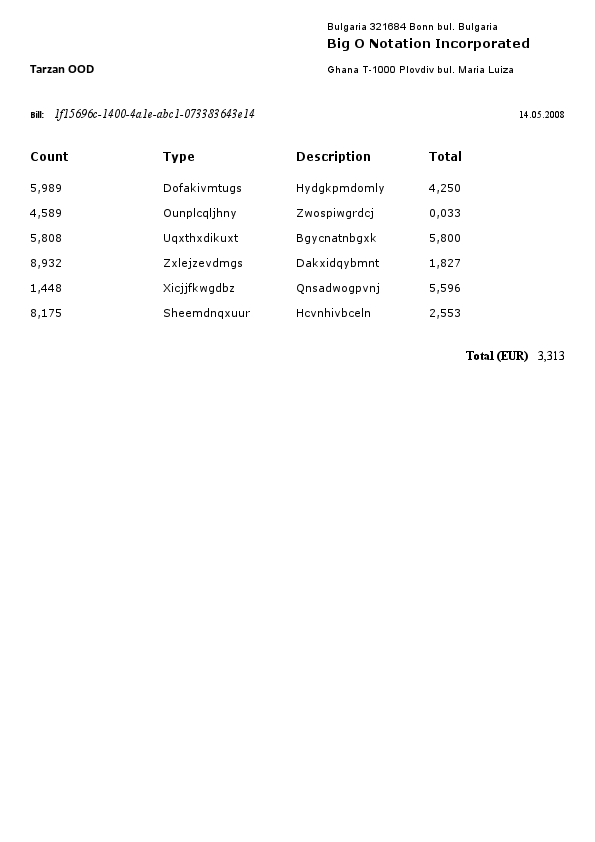 Bulgaria 321684 Bonn bul. Bulgaria
Big O Notation Incorporated
Tarzan OOD Ghana T-1000 Plovdiv bul. Maria Luiza
Bill: 1f15696c-1400-4a1e-abc1-073383643e14 14.05.2008
Count Type Description Total
5,989 Dofakivmtugs Hydgkpmdomly 4,250
4,589 Ounplcqljhny Zwospiwgrdcj 0,033
5,808 Uqxthxdikuxt Bgycnatnbgxk 5,800
8,932 Zxlejzevdmgs Dakxidqybmnt 1,827
1,448 Xicjjfkwgdbz Qnsadwogpvnj 5,596
8,175 Sheemdnqxuur Hcvnhivbceln 2,553
Total (EUR) 3,313